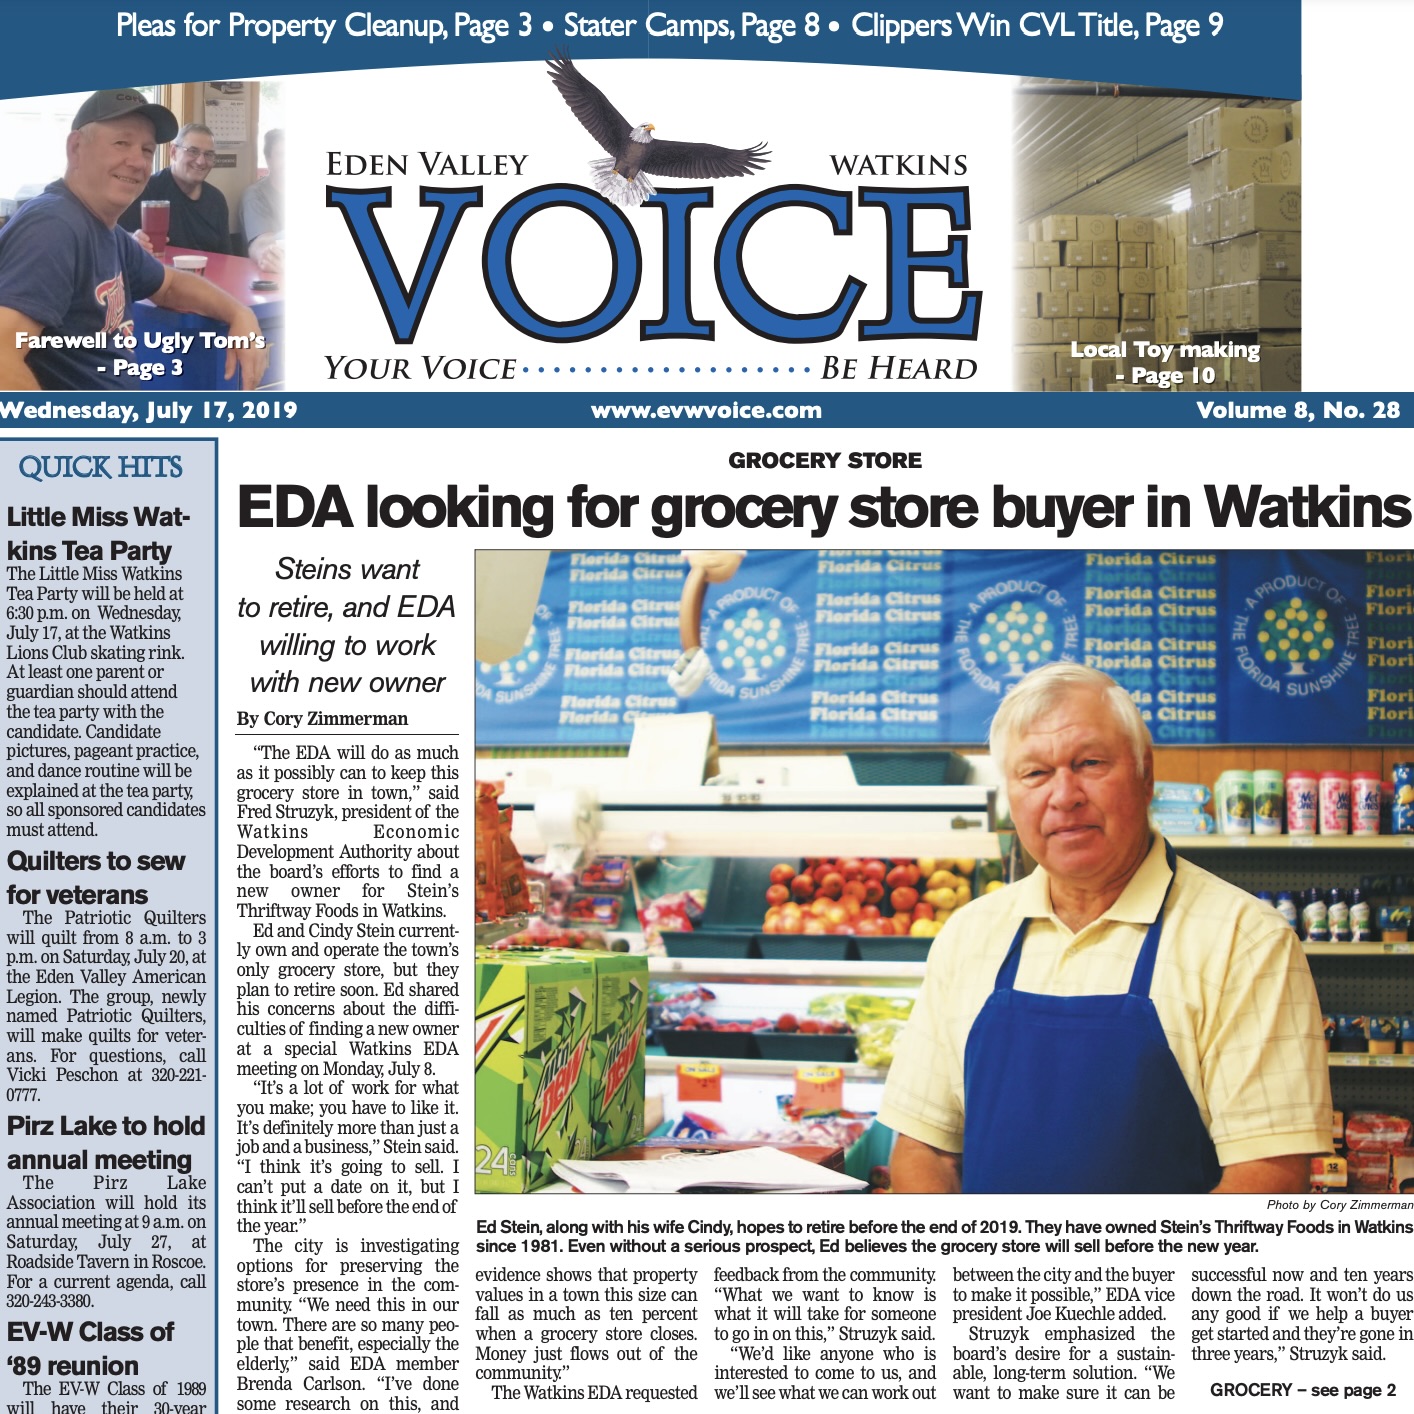 Pleas for Property Cleanup, Page 3 • Stater Camps, Page 8 • Clippers Win CVL Title, Page 9
EDEN VALLEY
WATKINS
VOICE
YOUR VOICE
BE HEARD
Farewell to Ugly Tom's
- Page 3
Local Toy making
- Page 10
Wednesday, July 17, 2019
www.evwvoice.com
Volume 8, No. 28
QUICK HITS
Little Miss Wat-
kins Tea Party
The Little Miss Watkins
Tea Party will be held at
6:30 p.m. on Wednesday,
July 17, at the Watkins
Lions Club skating rink.
At least one parent or
guardian should attend
the tea party with the
candidate. Candidate
pictures, pageant practice,
and dance routine will be
explained at the tea party,
so all sponsored candidates
must attend.
Quilters to sew
for veterans
The Patriotic Quilters
will quilt from 8 a.m. to 3
p.m. on Saturday, July 20, at
the Eden Valley American
Legion. The group, newly
named Patriotic Quilters,
will make quilts for veter-
ans. For questions, call
Vicki Peschon at 320-221-
0777.
Pirz Lake to hold
annual meeting
The Pirz Lake
Association will hold its
annual meeting at 9 a.m. on
Saturday, July 27, at
Roadside Tavern in Roscoe.
For a current agenda, call
320-243-3380.
EV-W Class of
‘89 reunion
The EV-W Class of 1989
will have their 30-year
GROCERY STORE
EDA looking for grocery store buyer in Watkins
Steins want
to retire, and EDA
willing to work
with new owner
By Cory Zimmerman
“The EDA will do as much
as it possibly can to keep this
grocery store in town,” said
Fred Struzyk, president of the
Watkins Economic
Development Authority about
the board’s efforts to find a
new owner for Stein’s
Thriftway Foods in Watkins.
Ed and Cindy Stein current-
ly own and operate the town’s
only grocery store, but they
plan to retire soon. Ed shared
his concerns about the diffi-
culties of finding a new owner
at a special Watkins EDA
meeting on Monday, July 8.
“It’s a lot of work for what
you make; you have to like it.
It’s definitely more than just a
job and a business,” Stein said.
“I think it’s going to sell. I
can’t put a date on it, but I
think it’ll sell before the end of
the year.”
The city is investigating
options for preserving the
store’s presence in the com-
munity. “We need this in our
town. There are so many peo-
ple that benefit, especially the
elderly,” said EDA member
Brenda Carlson. “I’ve done
some research on this, and
Florida Citrus
A PRODUCT OF
THE FLORIDA SUNSHINE TREE
24
Photo by Cory Zimmerman
Ed Stein, along with his wife Cindy, hopes to retire before the end of 2019. They have owned Stein’s Thriftway Foods in Watkins
since 1981. Even without a serious prospect, Ed believes the grocery store will sell before the new year.
evidence shows that property
values in a town this size can
fall as much as ten percent
when a grocery store closes.
Money just flows out of the
community.”
The Watkins EDA requested
feedback from the community.
“What we want to know is
what it will take for someone
to go in on this,” Struzyk said.
“We’d like anyone who is
interested to come to us, and
we’ll see what we can work out
between the city and the buyer
to make it possible,” EDA vice
president Joe Kuechle added.
Struzyk emphasized the
board’s desire for a sustain-
able, long-term solution. “We
want to make sure it can be
successful now and ten years
down the road. It won’t do us
any good if we help a buyer
get started and they’re gone in
three years,” Struzyk said.
GROCERY – see page 2